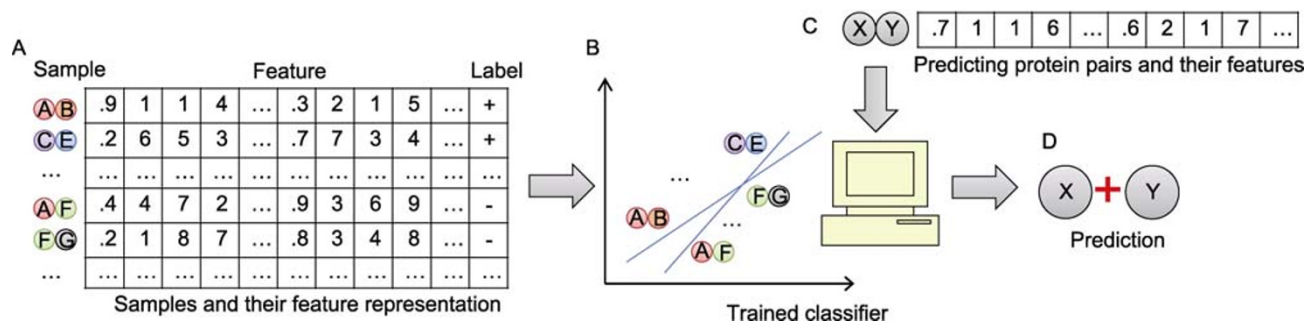 A
Sample Feature Label
A B .9 1 1 4 ... .3 2 1 5 ... +
C E .2 6 5 3 ... .7 7 3 4 ... +
... ... ... ... ... ... ... ... ... ... ... ...
A F .4 4 7 2 ... .9 3 6 9 ... -
F G .2 1 8 7 ... .8 3 4 8 ... -
... ... ... ... ... ... ... ... ... ... ... ...
Samples and their feature representation
B
C E
...
F G
A B
...
A F
Trained classifier
C
X Y .7 1 1 6 ... .6 2 1 7 ...
Predicting protein pairs and their features
D
X + Y
Prediction